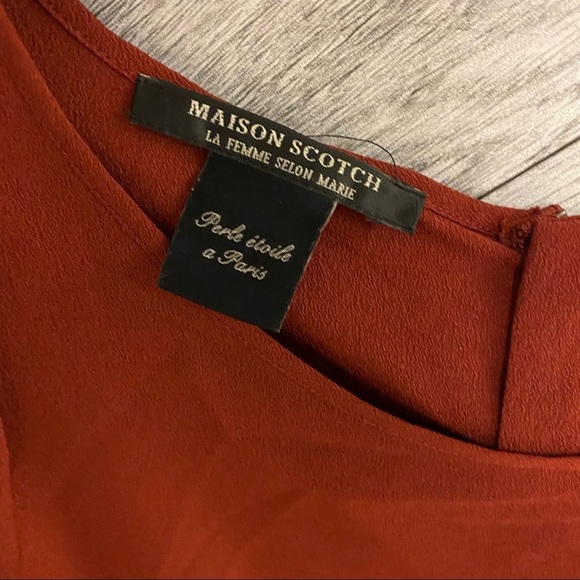 MAISON SCOTCH
LA FEMME SELON MARIE
Perle étoile
a Paris